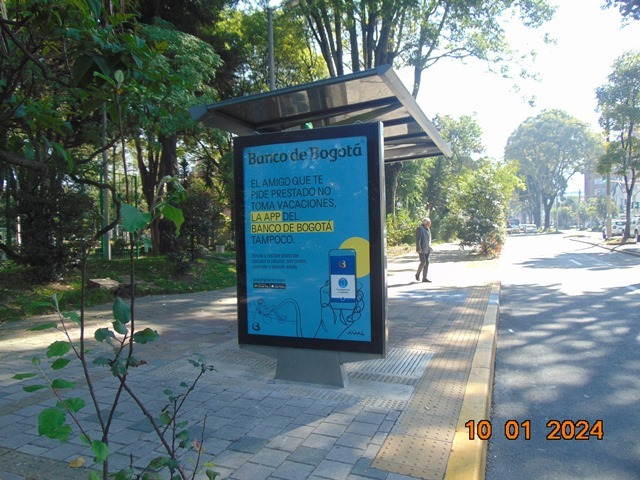 Banco de Bogotá
EL AMIGO QUE TE
PIDE PRESTADO NO
TOMA VACACIONES,
LA APP DEL
BANCO DE BOGOTÁ
TAMPOCO.
10 01 2024